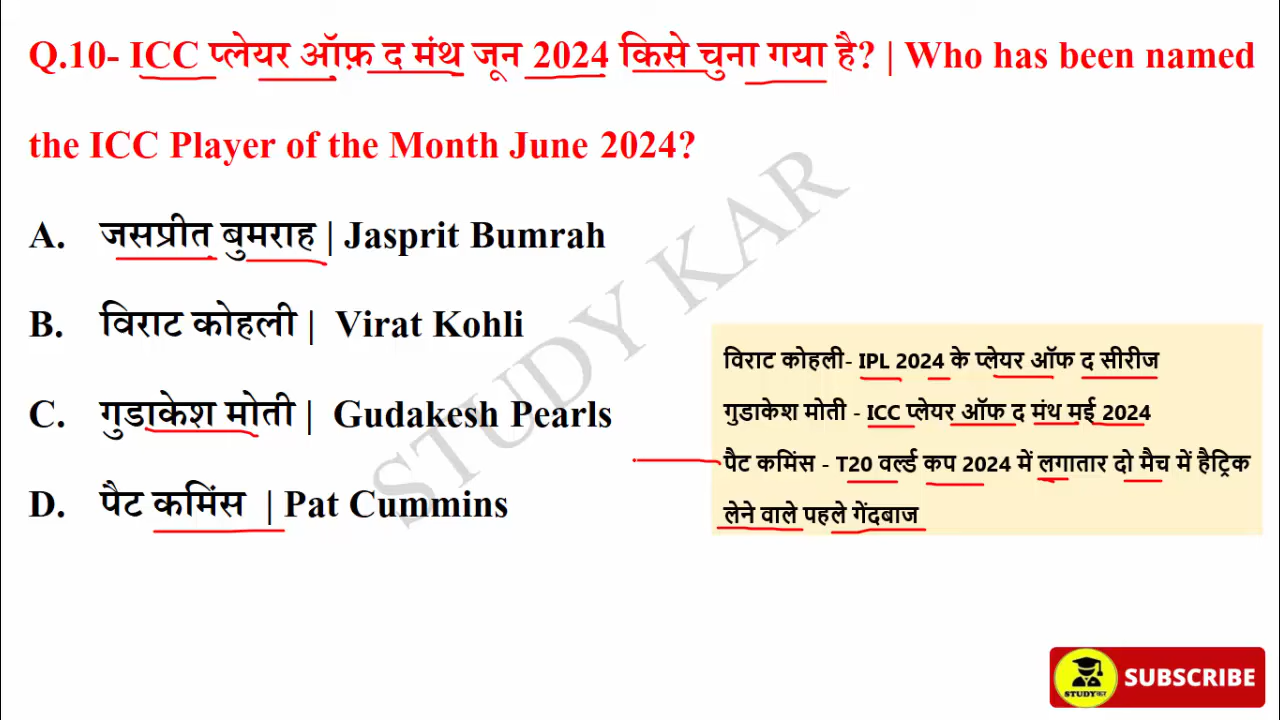 Q.10- ICC प्लेयर ऑफ़ द मंथ जून 2024 किसे चुना गया है? | Who has been named
the ICC Player of the Month June 2024?
A. जसप्रीत बुमराह | Jasprit Bumrah
B. विराट कोहली | Virat Kohli
C. गुडाकेश मोती | Gudakesh Pearls
D. पैट कमिंस | Pat Cummins
विराट कोहली- IPL 2024 के प्लेयर ऑफ द सीरीज
गुडाकेश मोती - ICC प्लेयर ऑफ द मंथ मई 2024
पैट कमिंस - T20 वर्ल्ड कप 2024 में लगातार दो मैच में हैट्रिक
लेने वाले पहले गेंदबाज
STUDY KAR
SUBSCRIBE